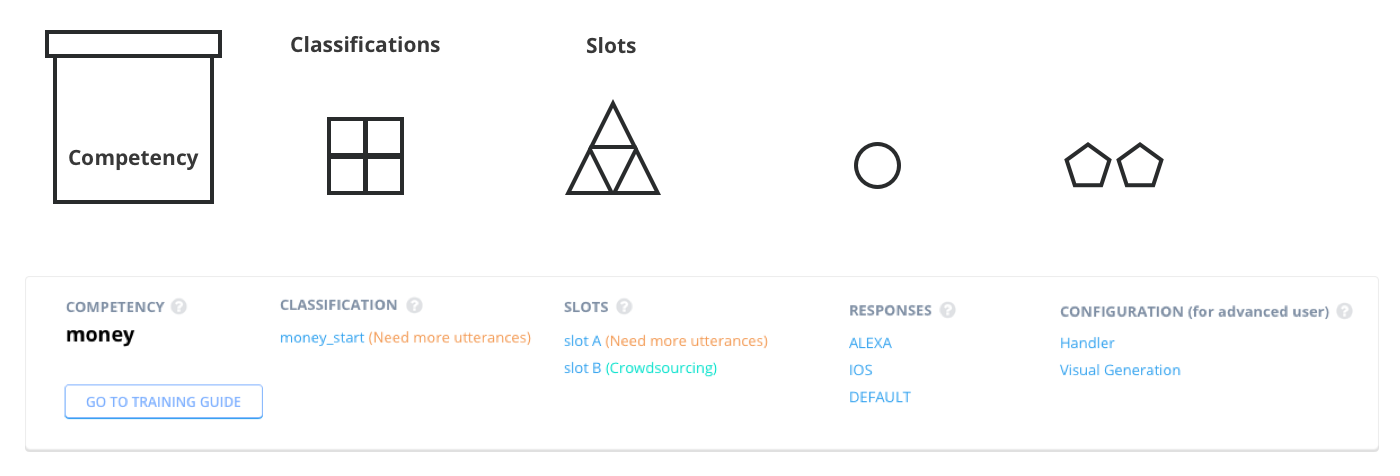 Classifications
Slots
Competency
COMPETENCY ?
money
GO TO TRAINING GUIDE
CLASSIFICATION ?
money_start (Need more utterances)
SLOTS ?
slot A (Need more utterances)
slot B (Crowdsourcing)
RESPONSES ?
ALEXA
IOS
DEFAULT
CONFIGURATION (for advanced user) ?
Handler
Visual Generation